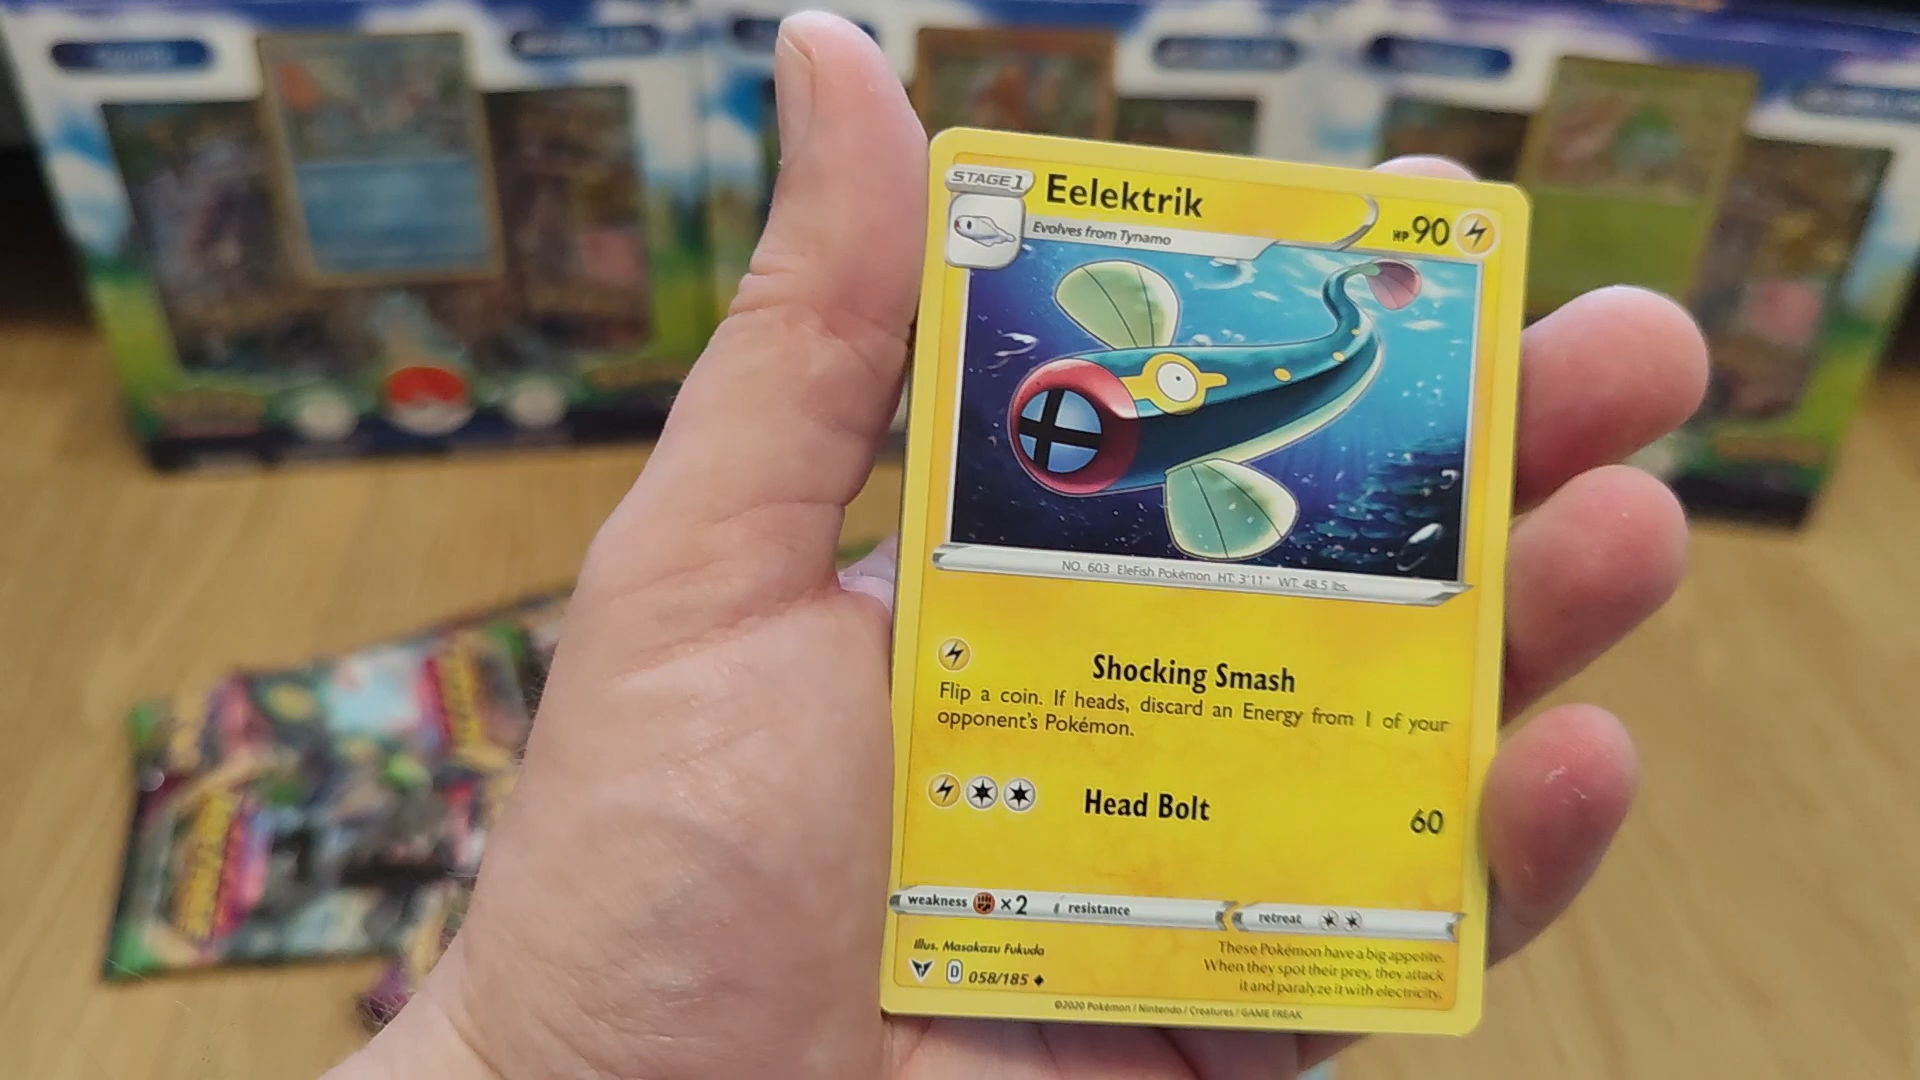 STAGE 1
Eelektrik
HP 90
Evolves from Tynamo
NO. 603 EleFish Pokémon HT: 3'11" WT: 48.5 lbs.
Shocking Smash
Flip a coin. If heads, discard an Energy from 1 of your
opponent's Pokémon.
Head Bolt 60
weakness ×2 resistance retreat
Illus. Masakazu Fukuda
D 058/185
These Pokémon have a big appetite.
When they spot their prey, they attack
it and paralyze it with electricity.
©2020 Pokémon / Nintendo / Creatures / GAME FREAK